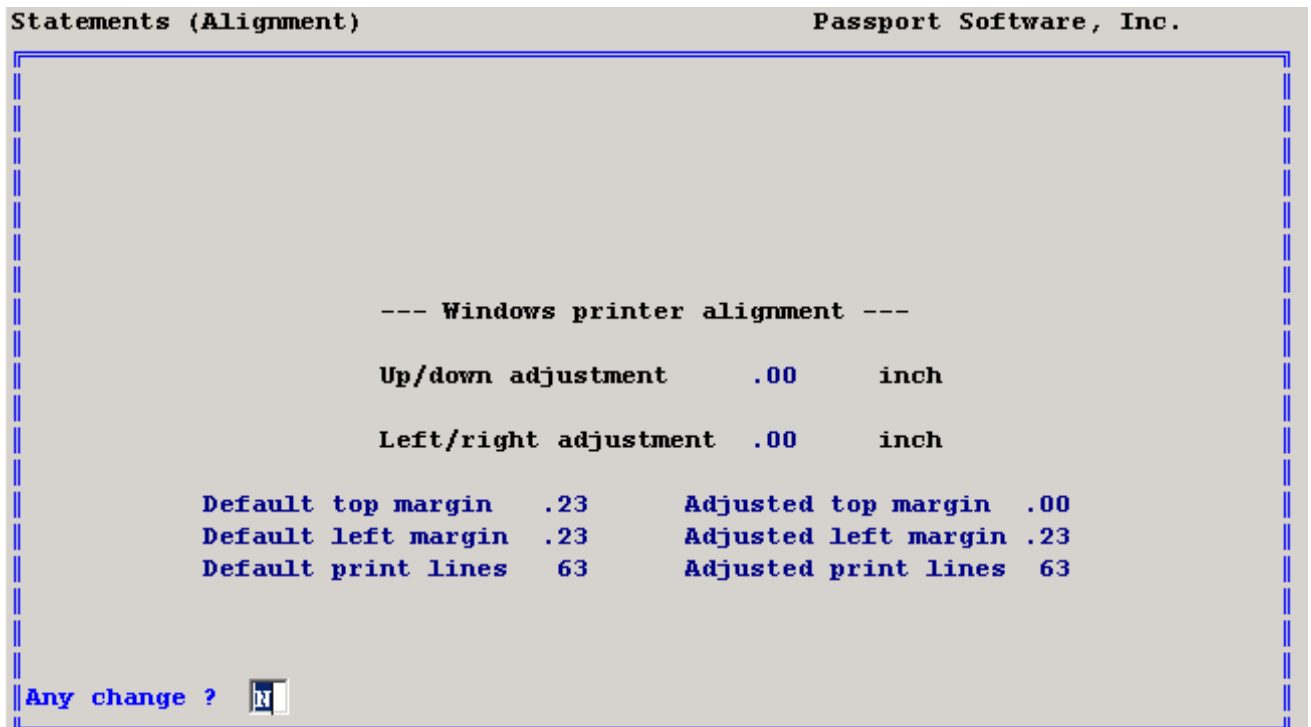 Statements (Alignment) Passport Software, Inc.
--- Windows printer alignment ---
Up/down adjustment .00 inch
Left/right adjustment .00 inch
Default top margin .23 Adjusted top margin .00
Default left margin .23 Adjusted left margin .23
Default print lines 63 Adjusted print lines 63
Any change ? N